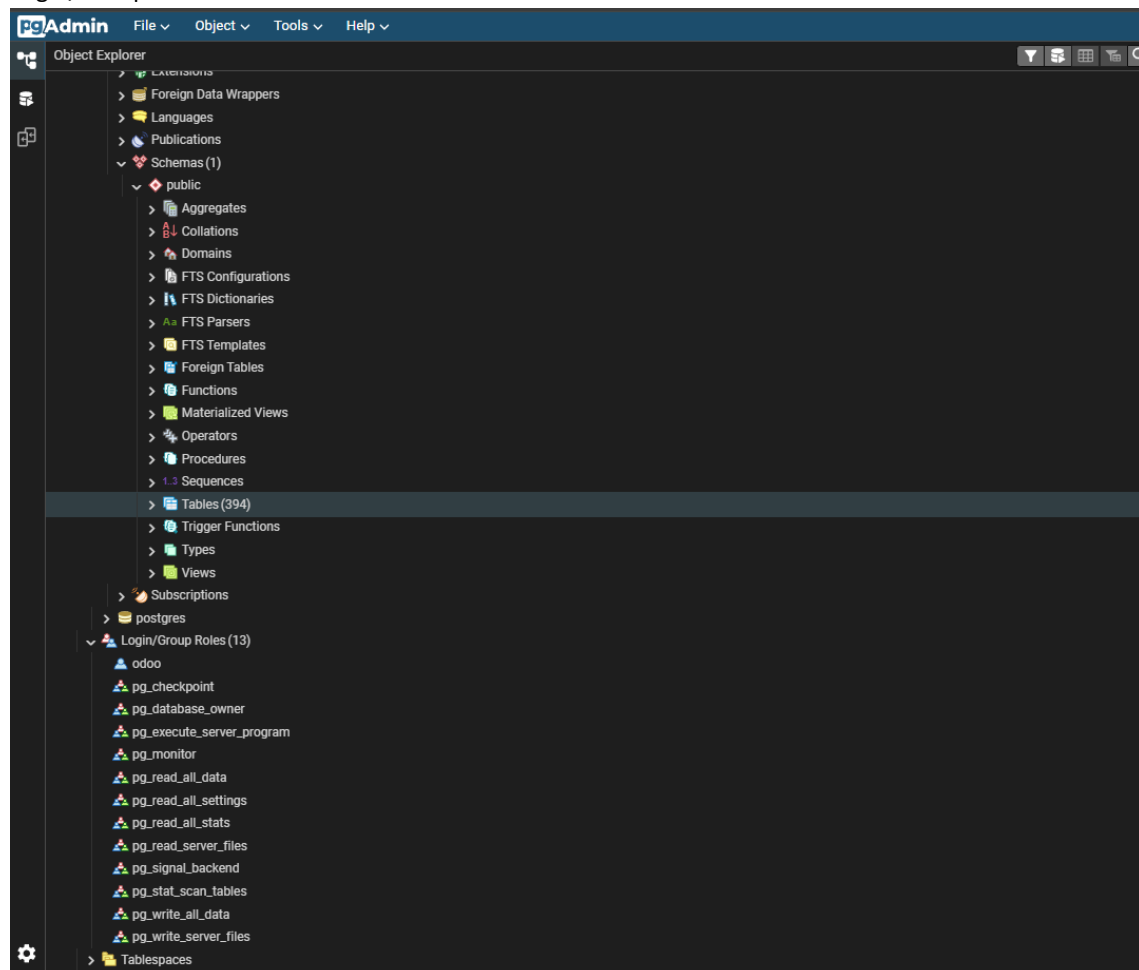 pgAdmin File Object Tools Help
Object Explorer
Extensions
Foreign Data Wrappers
Languages
Publications
Schemas (1)
public
Aggregates
Collations
Domains
FTS Configurations
FTS Dictionaries
Aa FTS Parsers
FTS Templates
Foreign Tables
Functions
Materialized Views
Operators
Procedures
1..3 Sequences
Tables (394)
Trigger Functions
Types
Views
Subscriptions
postgres
Login/Group Roles (13)
odoo
pg_checkpoint
pg_database_owner
pg_execute_server_program
pg_monitor
pg_read_all_data
pg_read_all_settings
pg_read_all_stats
pg_read_server_files
pg_signal_backend
pg_stat_scan_tables
pg_write_all_data
pg_write_server_files
Tablespaces